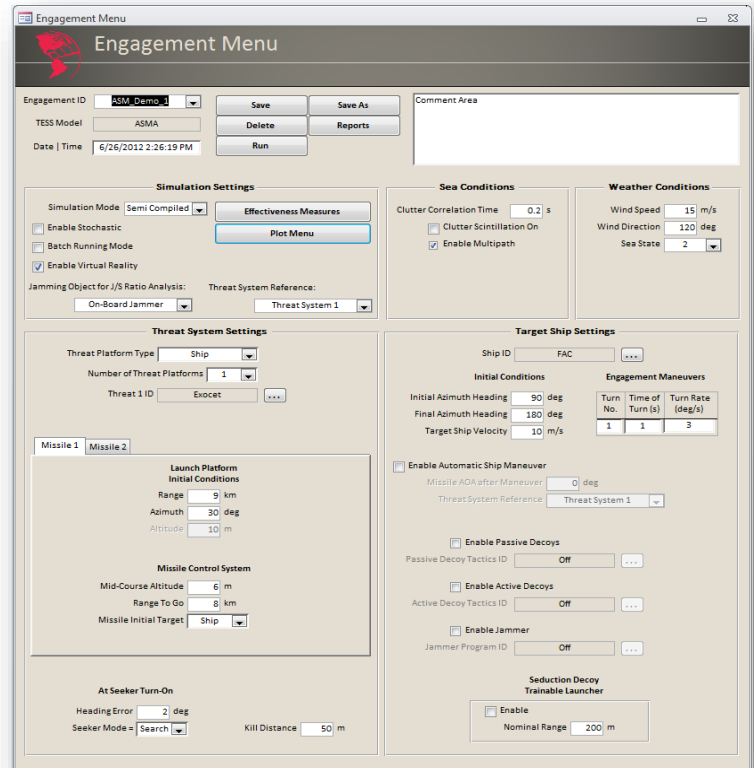 Engagement Menu
Engagement Menu
Engagement ID ASM_Demo_1 Save Save As Comment Area
TESS Model ASMA Delete Reports
Date | Time 6/26/2012 2:26:19 PM Run
Simulation Settings
Simulation Mode Semi Compiled Effectiveness Measures
Enable Stochastic Plot Menu
Batch Running Mode
Enable Virtual Reality
Jamming Object for J/S Ratio Analysis: Threat System Reference:
On-Board Jammer Threat System 1
Sea Conditions
Clutter Correlation Time 0.2 s
Clutter Scintillation On
Enable Multipath
Weather Conditions
Wind Speed 15 m/s
Wind Direction 120 deg
Sea State 2
Threat System Settings
Threat Platform Type Ship
Number of Threat Platforms 1
Threat 1 ID Exocet ...
Missile 1 Missile 2
Launch Platform
Initial Conditions
Range 9 km
Azimuth 30 deg
Altitude 10 m
Missile Control System
Mid-Course Altitude 6 m
Range To Go 8 km
Missile Initial Target Ship
At Seeker Turn-On
Heading Error 2 deg
Seeker Mode = Search Kill Distance 50 m
Target Ship Settings
Ship ID FAC ...
Initial Conditions
Initial Azimuth Heading 90 deg
Final Azimuth Heading 180 deg
Target Ship Velocity 10 m/s
Engagement Maneuvers
Turn Time of Turn Rate
No. Turn (s) (deg/s)
1 1 3
Enable Automatic Ship Maneuver
Missile AOA after Maneuver 0 deg
Threat System Reference Threat System 1
Enable Passive Decoys
Passive Decoy Tactics ID Off ...
Enable Active Decoys
Active Decoy Tactics ID Off ...
Enable Jammer
Jammer Program ID Off ...
Seduction Decoy
Trainable Launcher
Enable
Nominal Range 200 m